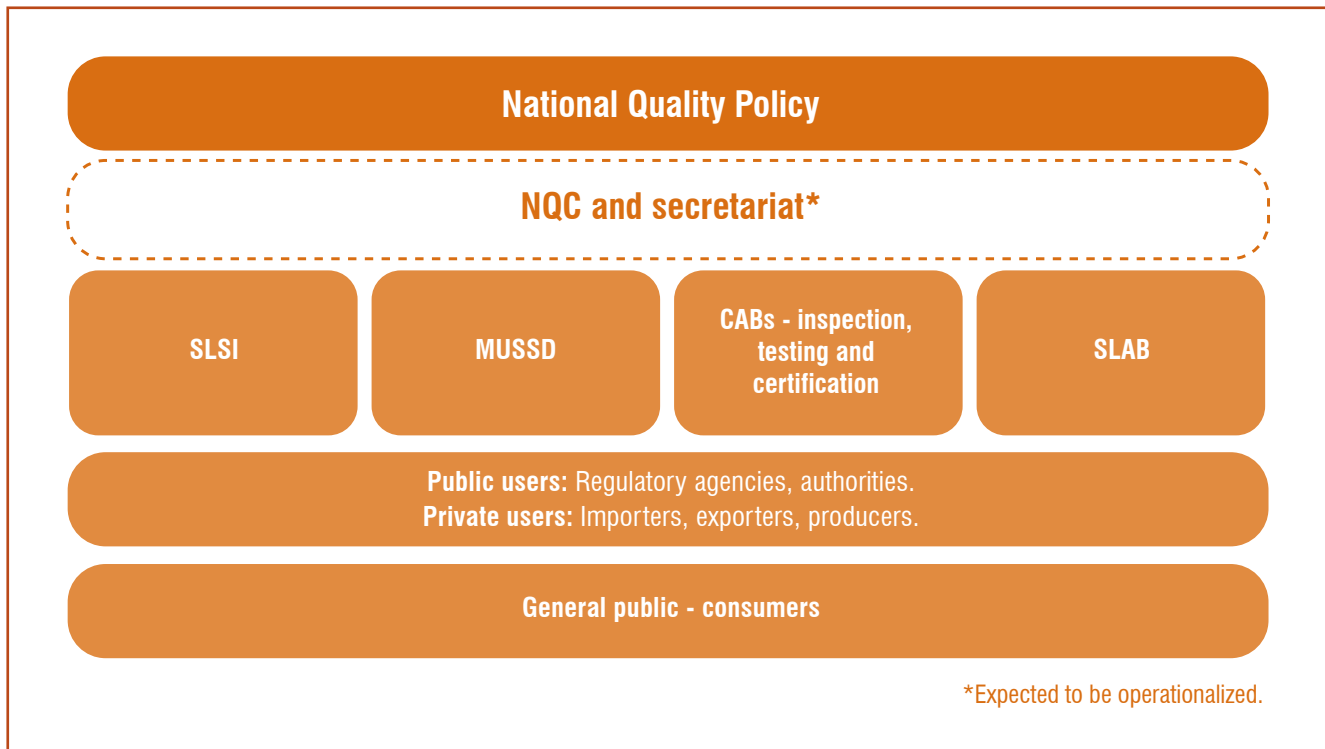 National Quality Policy
NQC and secretariat*
SLSI
MUSSD
CABs - inspection,
testing and
certification
SLAB
Public users: Regulatory agencies, authorities.
Private users: Importers, exporters, producers.
General public - consumers
*Expected to be operationalized.